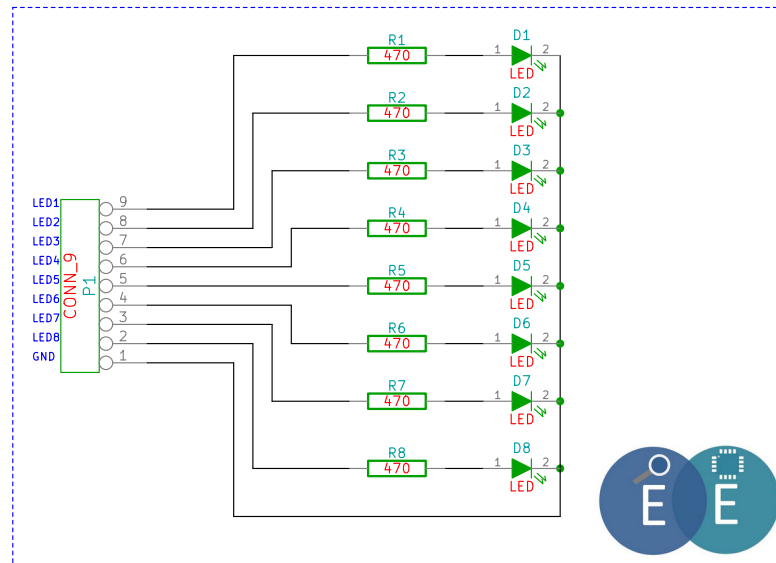 R1
470
1
D1
2
LED
R2
470
1
D2
2
LED
R3
470
1
D3
2
LED
R4
470
1
D4
2
LED
R5
470
1
D5
2
LED
R6
470
1
D6
2
LED
R7
470
1
D7
2
LED
R8
470
1
D8
2
LED
LED1
9
LED2
8
LED3
7
LED4
6
LED5
5
LED6
4
LED7
3
LED8
2
GND
1
CONN_9
P1
E E